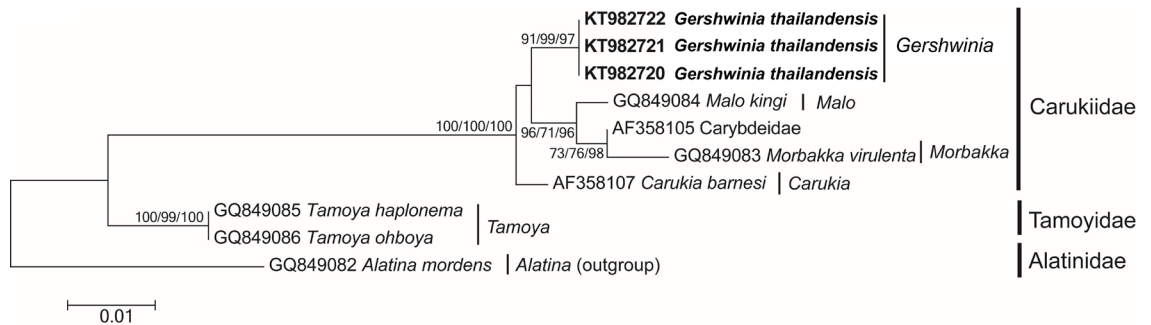 KT982722 Gershwinia thailandensis
91/99/97
KT982721 Gershwinia thailandensis
Gershwinia
KT982720 Gershwinia thailandensis
GQ849084 Malo kingi
Malo
Carukiidae
100/100/100
96/71/96
AF358105 Carybdeidae
73/76/98
GQ849083 Morbakka virulenta
Morbakka
AF358107 Carukia barnesi
Carukia
100/99/100
GQ849085 Tamoya haplonema
Tamoya
Tamoyidae
GQ849086 Tamoya ohboya
GQ849082 Alatina mordens
Alatina (outgroup)
Alatinidae
0.01